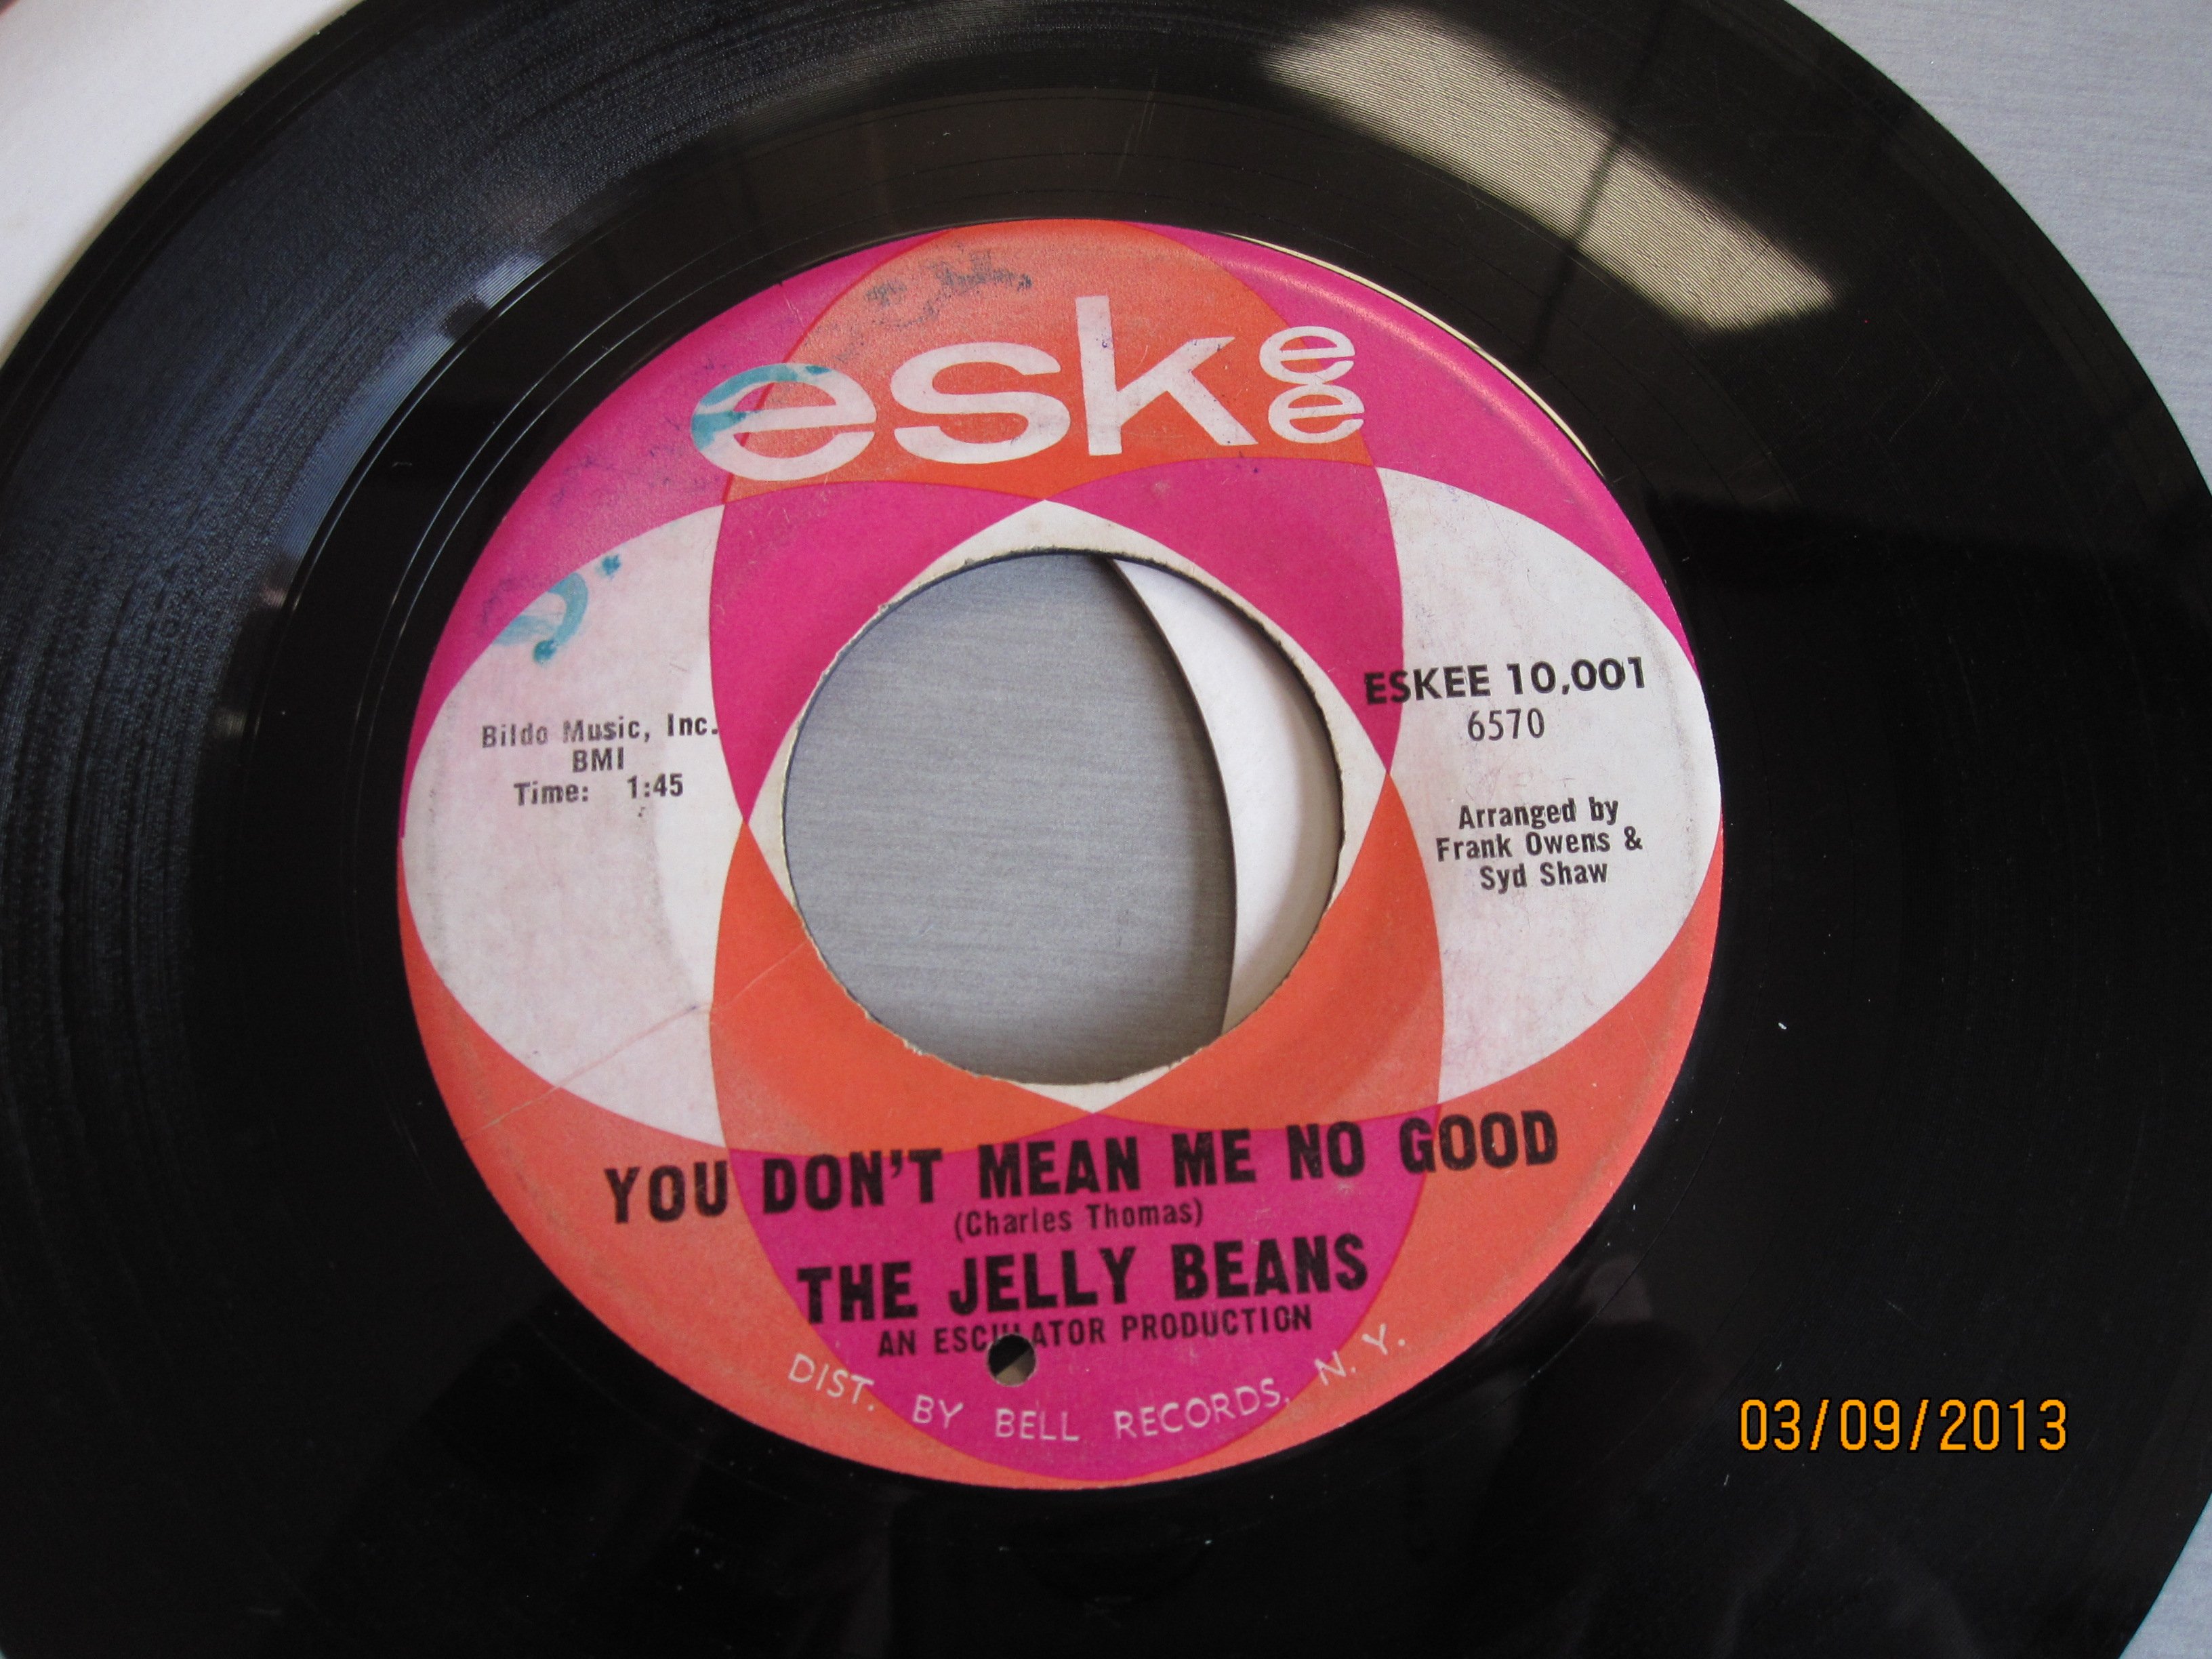 eskee
Bildo Music, Inc.
BMI
Time: 1:45
ESKEE 10,001
6570
Arranged by
Frank Owens &
Syd Shaw
YOU DON'T MEAN ME NO GOOD
(Charles Thomas)
THE JELLY BEANS
AN PRODUCTION
DIST. BY BELL RECORDS, N.Y.
03/09/2013